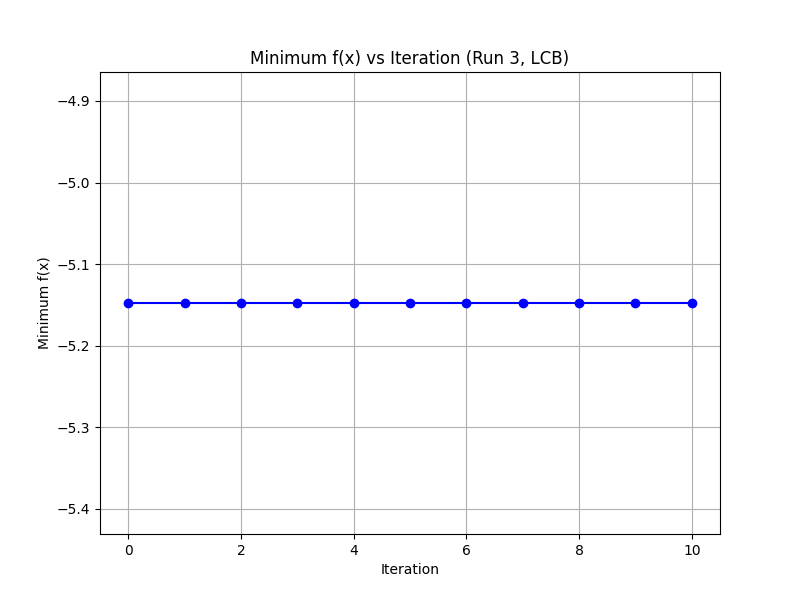 Minimum f(x) vs Iteration (Run 3, LCB)
−4.9
−5.0
−5.1
−5.2
−5.3
−5.4
Minimum f(x)
0 2 4 6 8 10
Iteration